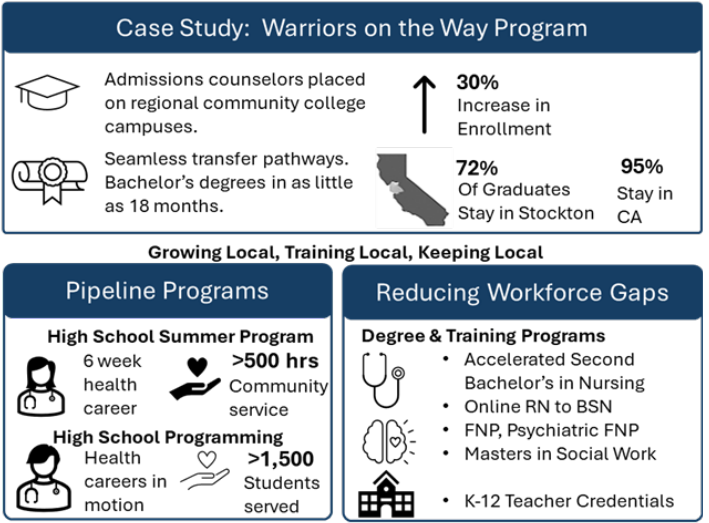 Case Study:  Warriors on the Way Program
Admissions counselors placed
on regional community college
campuses.
30%
Increase in
Enrollment
Seamless transfer pathways.
Bachelor's degrees in as little
as 18 months.
72%
Of Graduates
Stay in Stockton
95%
Stay in
CA
Growing Local, Training Local, Keeping Local
Pipeline Programs
High School Summer Program
6 week
health
career
>500 hrs
Community
service
High School Programming
Health
careers in
motion
>1,500
Students
served
Reducing Workforce Gaps
Degree & Training Programs
• Accelerated Second
Bachelor's in Nursing
• Online RN to BSN
• FNP, Psychiatric FNP
• Masters in Social Work
• K-12 Teacher Credentials